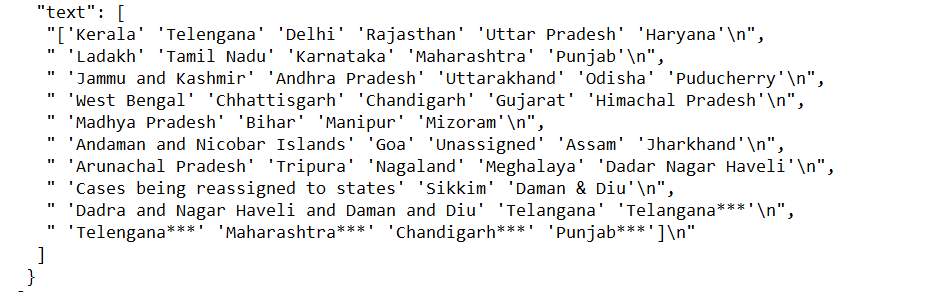 "text": [
"['Kerala' 'Telengana' 'Delhi' 'Rajasthan' 'Uttar Pradesh' 'Haryana'\n",
" 'Ladakh' 'Tamil Nadu' 'Karnataka' 'Maharashtra' 'Punjab'\n",
" 'Jammu and Kashmir' 'Andhra Pradesh' 'Uttarakhand' 'Odisha' 'Puducherry'\n",
" 'West Bengal' 'Chhattisgarh' 'Chandigarh' 'Gujarat' 'Himachal Pradesh'\n",
" 'Madhya Pradesh' 'Bihar' 'Manipur' 'Mizoram'\n",
" 'Andaman and Nicobar Islands' 'Goa' 'Unassigned' 'Assam' 'Jharkhand'\n",
" 'Arunachal Pradesh' 'Tripura' 'Nagaland' 'Meghalaya' 'Dadar Nagar Haveli'\n",
" 'Cases being reassigned to states' 'Sikkim' 'Daman & Diu'\n",
" 'Dadra and Nagar Haveli and Daman and Diu' 'Telangana' 'Telangana***'\n",
" 'Telengana***' 'Maharashtra***' 'Chandigarh***' 'Punjab***']\n"
]
}